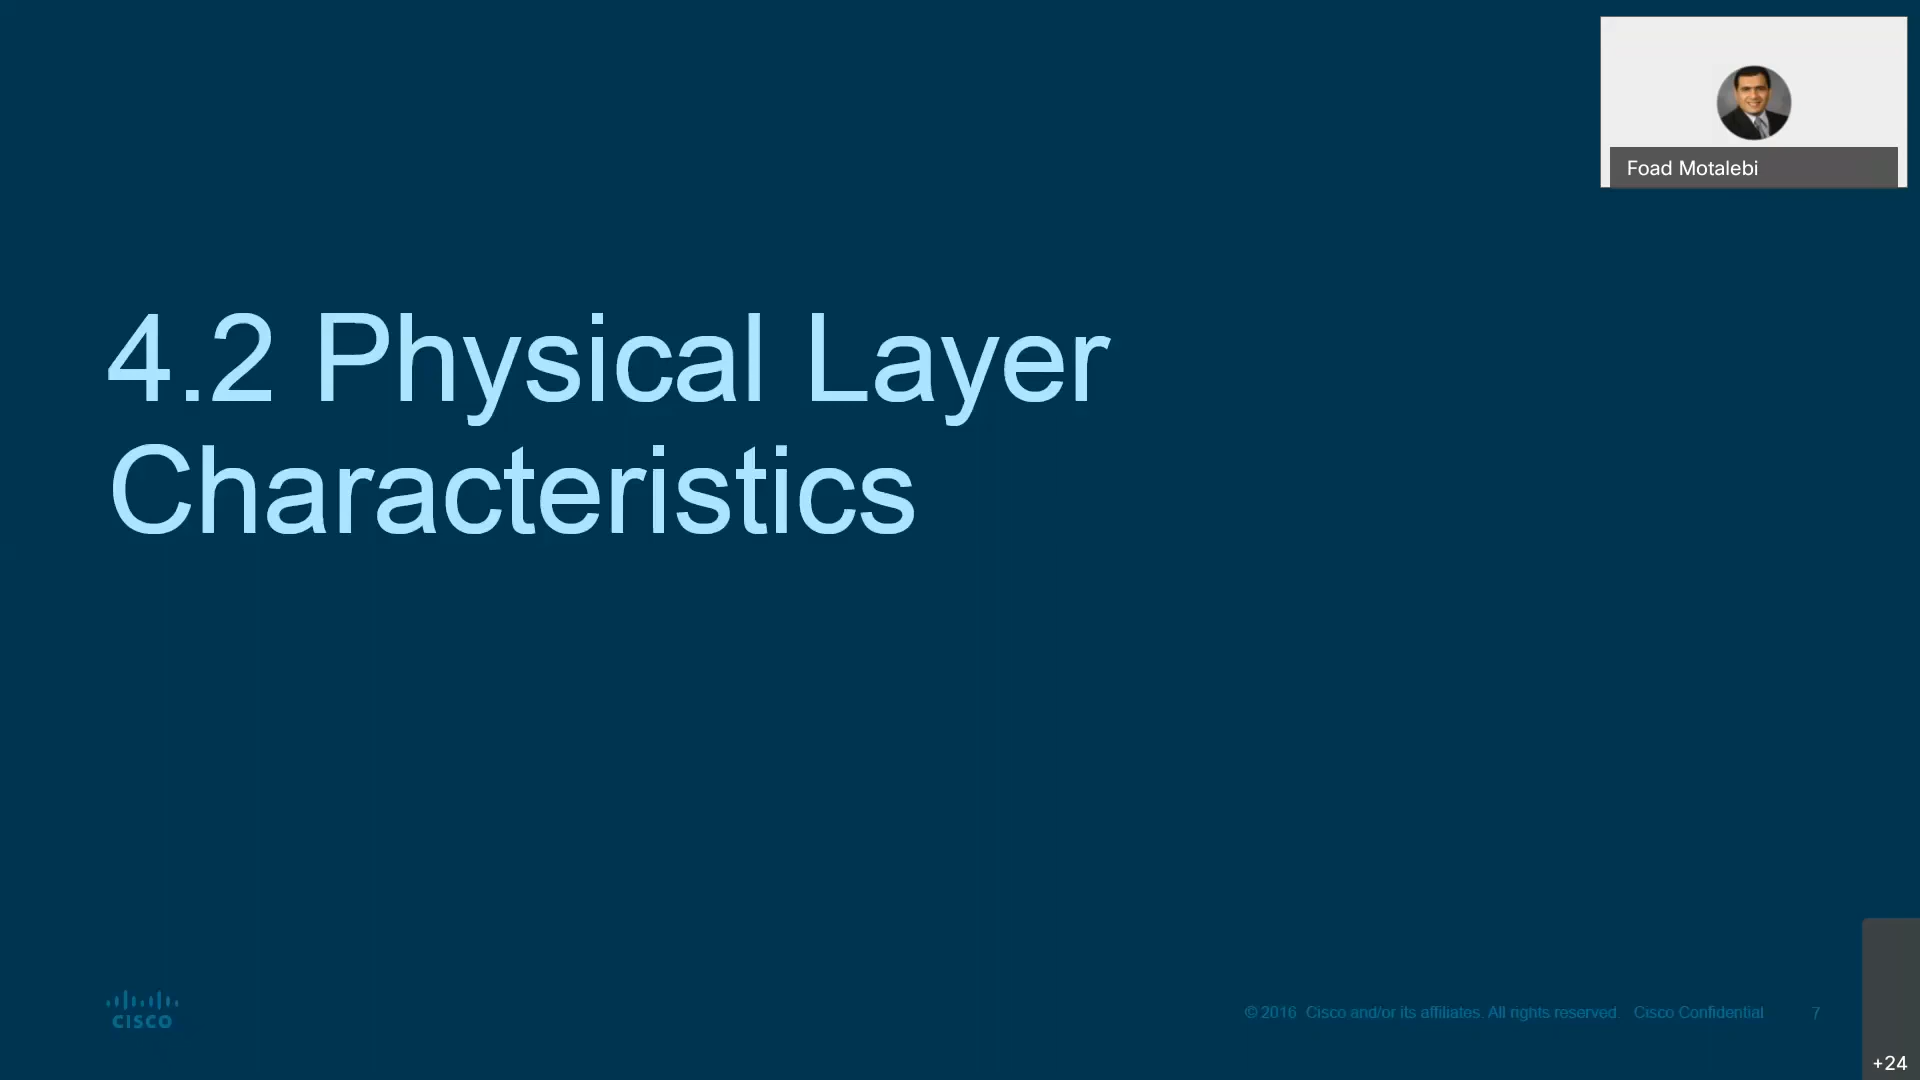 Foad Motalebi
4.2 Physical Layer
Characteristics
CISCO
© 2016 Cisco and/or its affiliates. All rights reserved. Cisco Confidential 7
+24